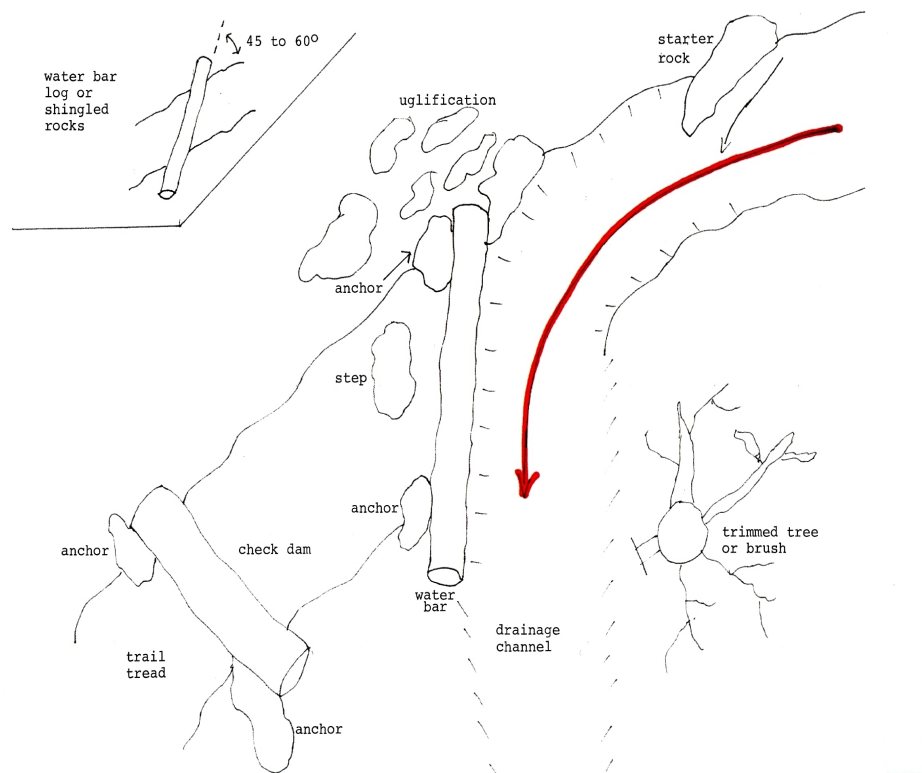 45 to 60º
water bar
log or
shingled
rocks
starter
rock
uglification
anchor
step
anchor
anchor
check dam
trimmed tree
or brush
water
bar
drainage
channel
trail
tread
anchor